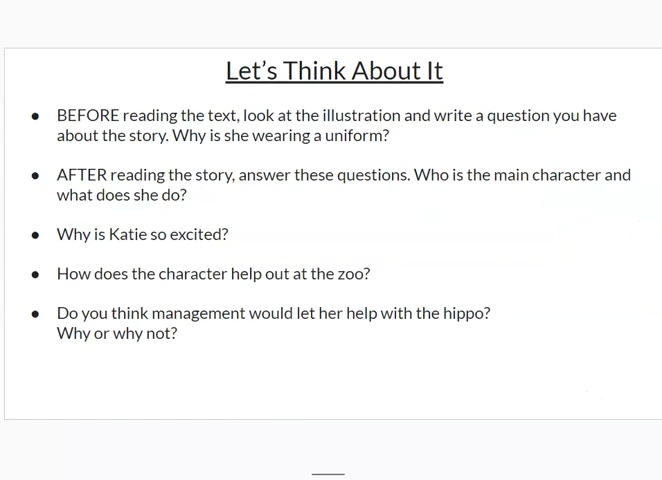 Let's Think About It
● BEFORE reading the text, look at the illustration and write a question you have
about the story. Why is she wearing a uniform?
● AFTER reading the story, answer these questions. Who is the main character and
what does she do?
● Why is Katie so excited?
● How does the character help out at the zoo?
● Do you think management would let her help with the hippo?
Why or why not?